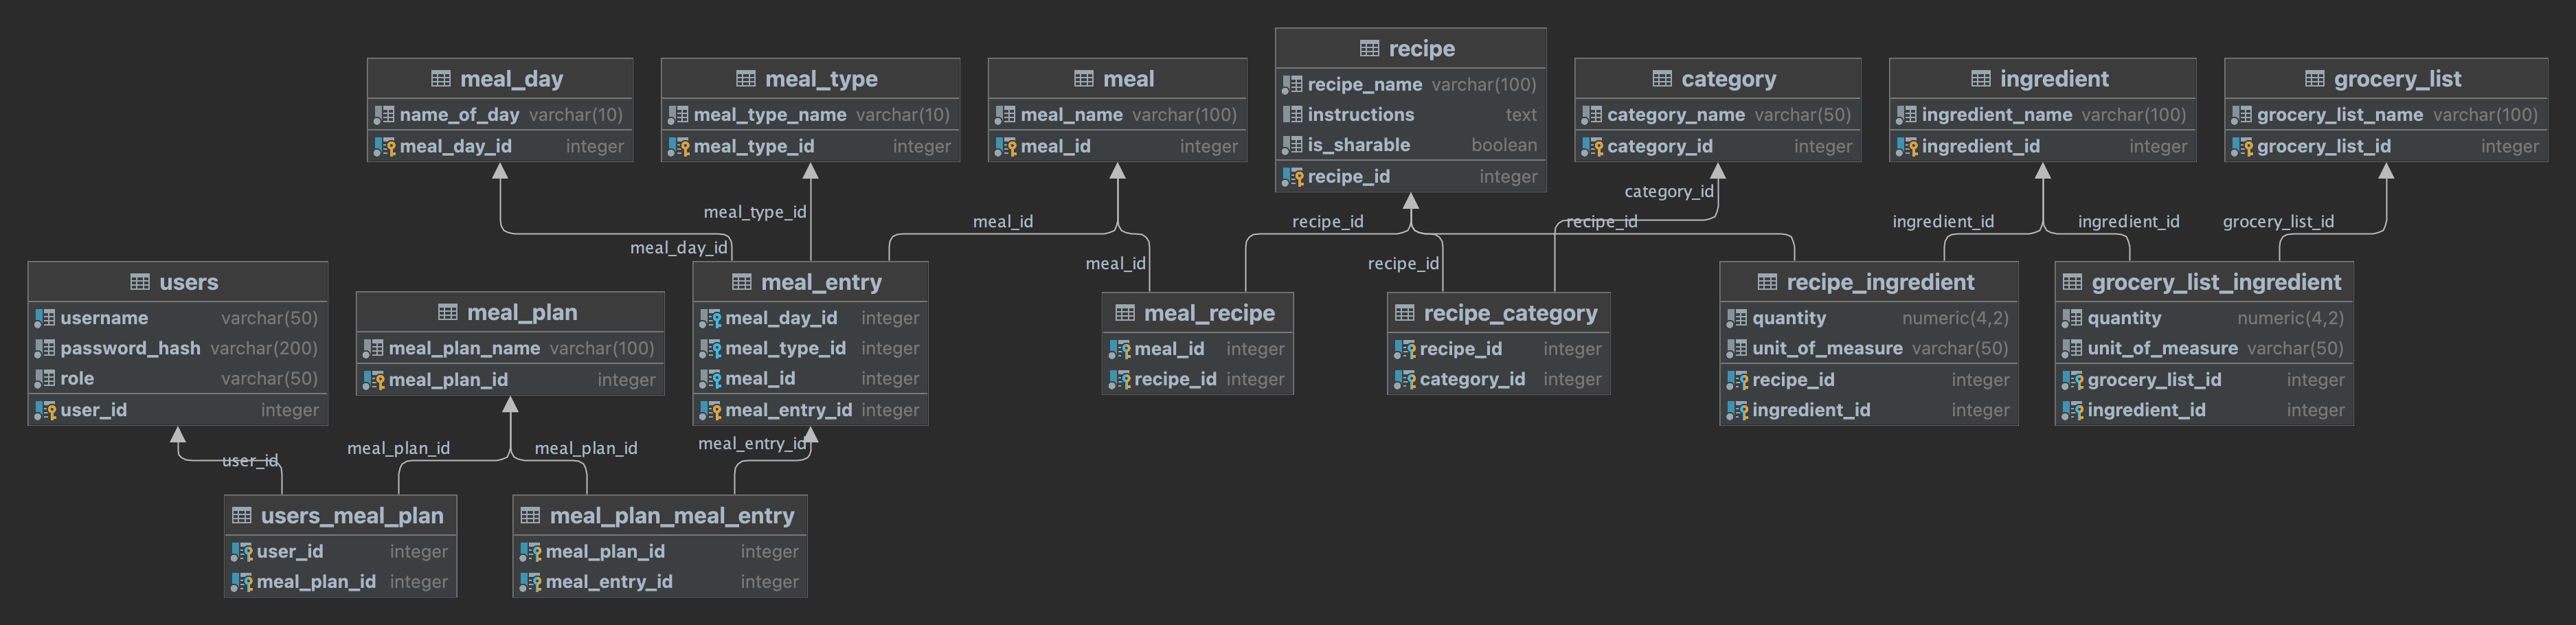 meal_day
name_of_day varchar(10)
meal_day_id integer
meal_type
meal_type_name varchar(10)
meal_type_id integer
meal
meal_name varchar(100)
meal_id integer
recipe
recipe_name varchar(100)
instructions text
is_sharable boolean
recipe_id integer
category
category_name varchar(50)
category_id integer
ingredient
ingredient_name varchar(100)
ingredient_id integer
grocery_list
grocery_list_name varchar(100)
grocery_list_id integer
meal_day_id
meal_type_id
meal_id
meal_id
recipe_id
recipe_id
category_id
recipe_id
ingredient_id
ingredient_id
grocery_list_id
users
username varchar(50)
password_hash varchar(200)
role varchar(50)
user_id integer
meal_plan
meal_plan_name varchar(100)
meal_plan_id integer
meal_entry
meal_day_id integer
meal_type_id integer
meal_id integer
meal_entry_id integer
meal_recipe
meal_id integer
recipe_id integer
recipe_category
recipe_id integer
category_id integer
recipe_ingredient
quantity numeric(4,2)
unit_of_measure varchar(50)
recipe_id integer
ingredient_id integer
grocery_list_ingredient
quantity numeric(4,2)
unit_of_measure varchar(50)
grocery_list_id integer
ingredient_id integer
user_id
meal_plan_id
meal_plan_id
meal_entry_id
users_meal_plan
user_id integer
meal_plan_id integer
meal_plan_meal_entry
meal_plan_id integer
meal_entry_id integer